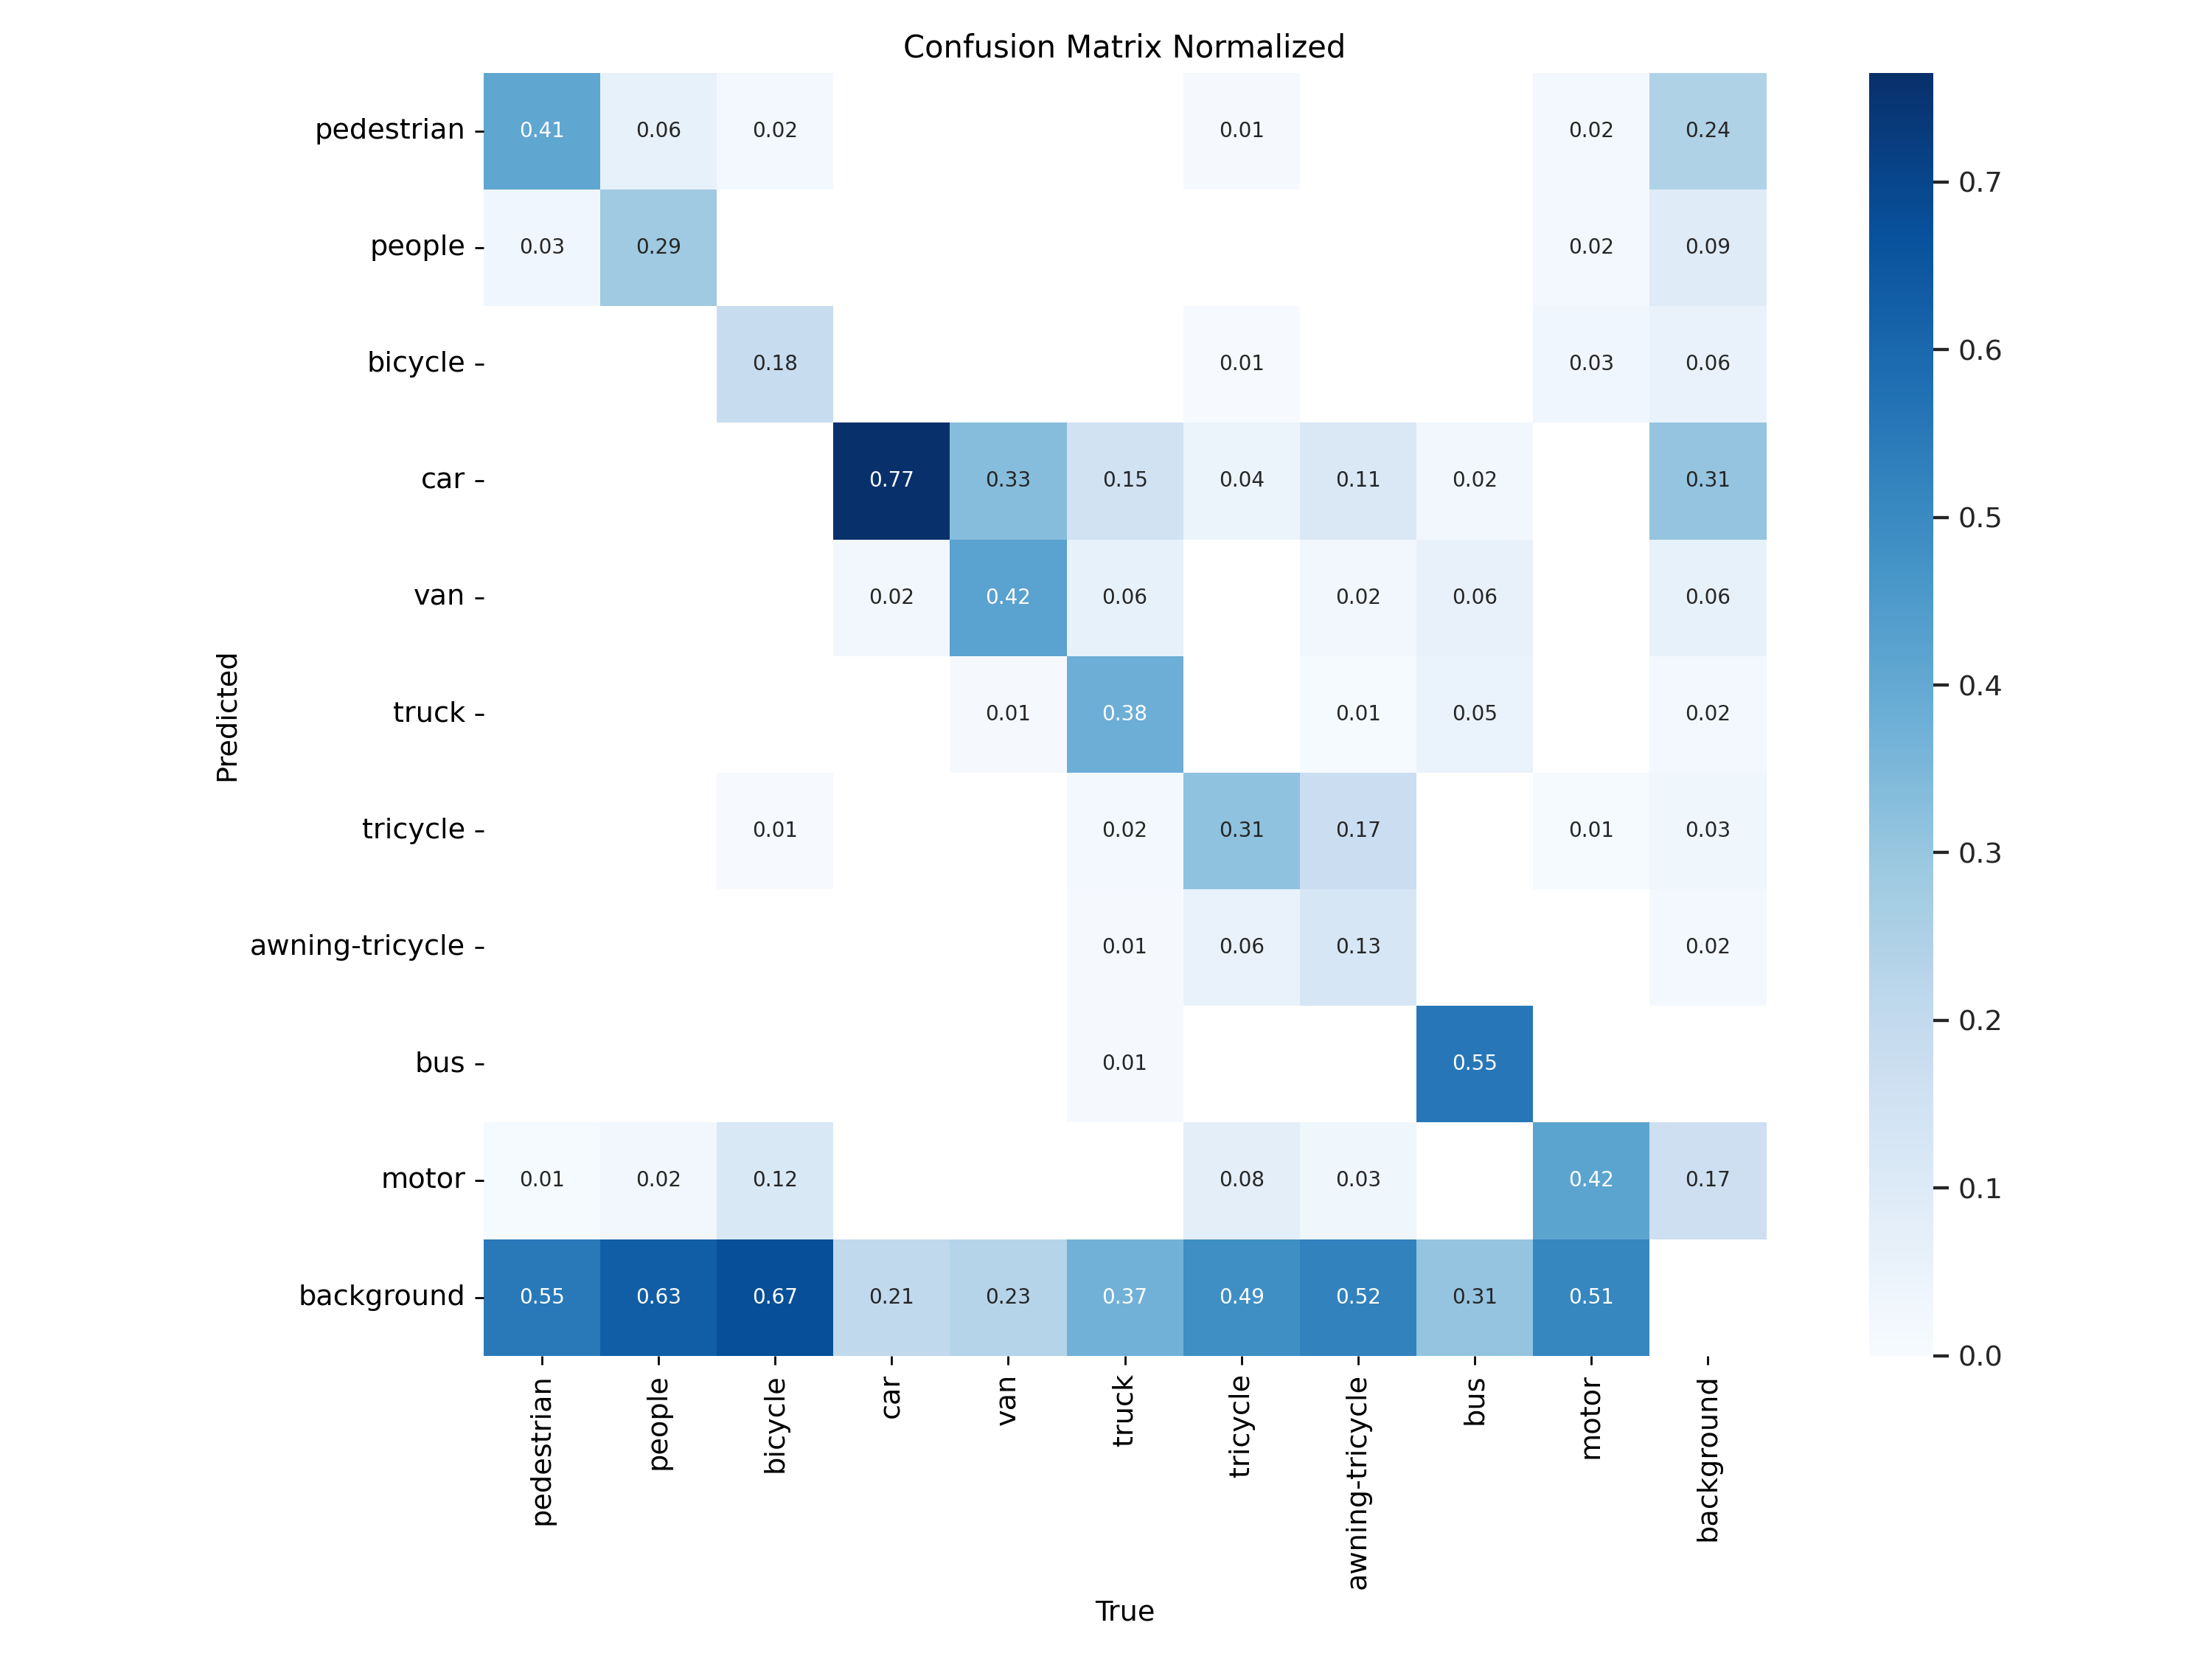 Confusion Matrix Normalized
pedestrian 0.41 0.06 0.02 0.01 0.02 0.24
people 0.03 0.29 0.02 0.09
bicycle 0.18 0.01 0.03 0.06
car 0.77 0.33 0.15 0.04 0.11 0.02 0.31
van 0.02 0.42 0.06 0.02 0.06 0.06
truck 0.01 0.38 0.01 0.05 0.02
tricycle 0.01 0.02 0.31 0.17 0.01 0.03
awning-tricycle 0.01 0.06 0.13 0.02
bus 0.01 0.55
motor 0.01 0.02 0.12 0.08 0.03 0.42 0.17
background 0.55 0.63 0.67 0.21 0.23 0.37 0.49 0.52 0.31 0.51
Predicted
pedestrian
people
bicycle
car
van
truck
tricycle
awning-tricycle
bus
motor
background
True
0.7
0.6
0.5
0.4
0.3
0.2
0.1
0.0